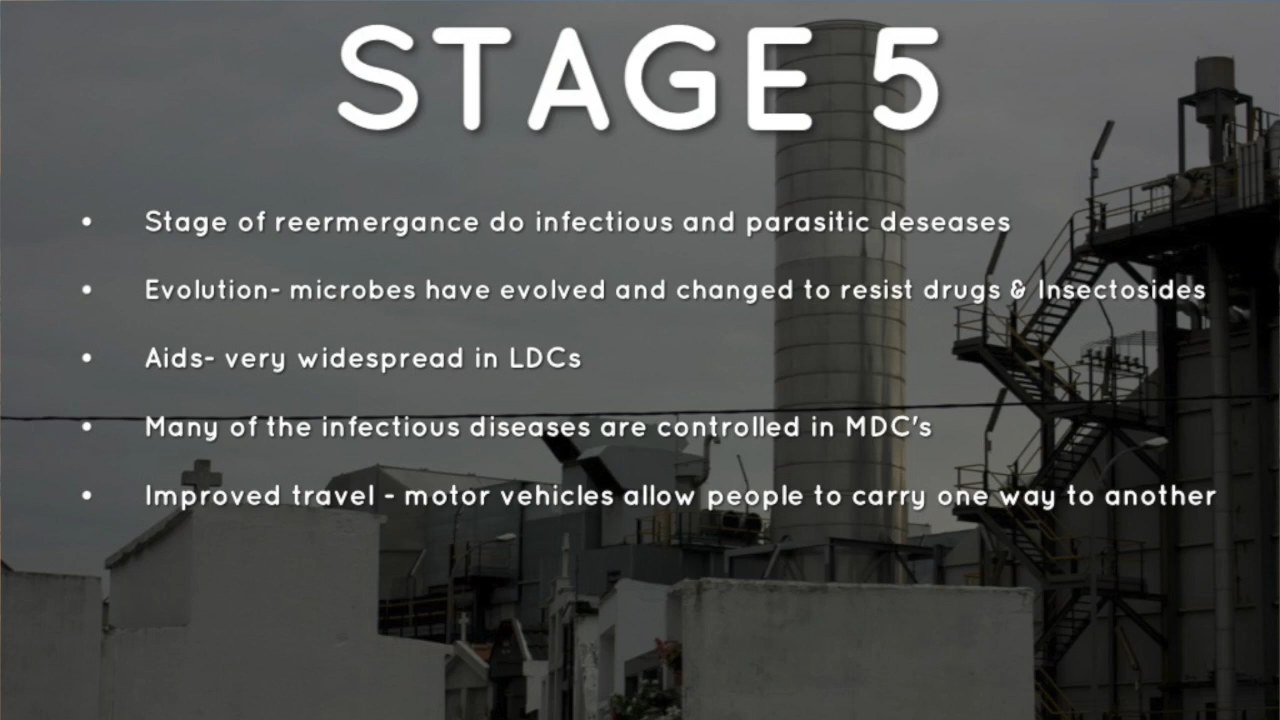 STAGE 5
• Stage of reermergance do infectious and parasitic deseases
• Evolution- microbes have evolved and changed to resist drugs & Insectosides
• Aids- very widespread in LDCs
• Many of the infectious diseases are controlled in MDC's
• Improved travel - motor vehicles allow people to carry one way to another